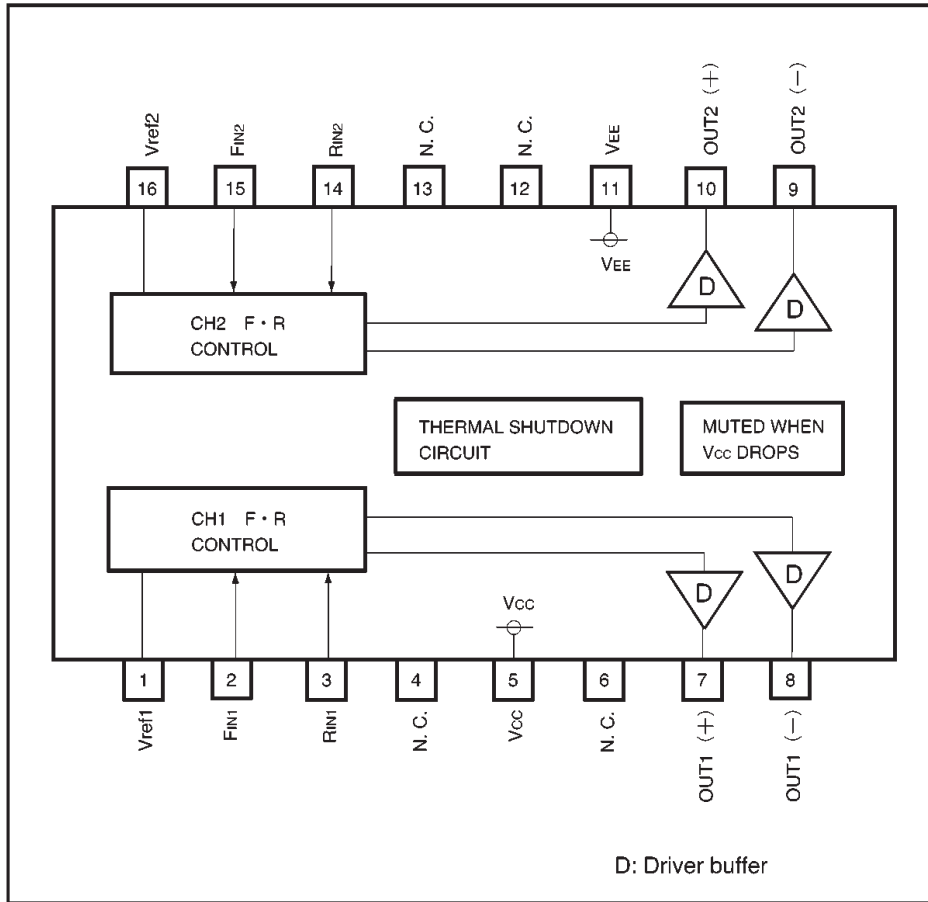 Vref2
FIN2
RIN2
N. C.
N. C.
VEE
OUT2 (+)
OUT2 (−)
16
15
14
13
12
11
10
9
VEE
D
D
CH2 F・R
CONTROL
THERMAL SHUTDOWN
CIRCUIT
MUTED WHEN
VCC DROPS
CH1 F・R
CONTROL
D
D
VCC
1
2
3
4
5
6
7
8
Vref1
FIN1
RIN1
N. C.
VCC
N. C.
OUT1 (+)
OUT1 (−)
D: Driver buffer